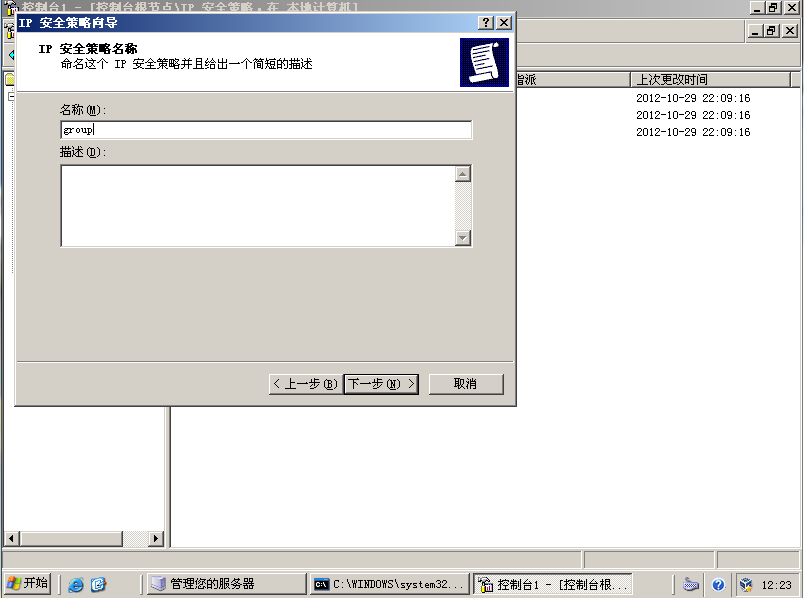 控制台1 - [控制台根节点\IP 安全策略，在 本地计算机]
IP 安全策略向导
IP 安全策略名称
命名这个 IP 安全策略并且给出一个简短的描述
名称(M):
group
描述(D):
< 上一步(B)
下一步(N) >
取消
指派
上次更改时间
2012-10-29 22:09:16
2012-10-29 22:09:16
2012-10-29 22:09:16
开始
管理您的服务器
C:\WINDOWS\system32...
控制台1 - [控制台根...
12:23